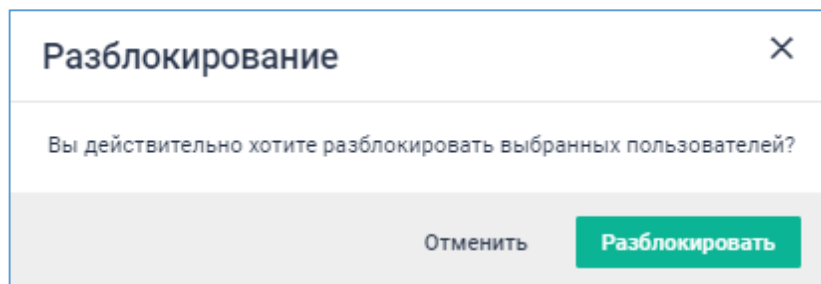 Разблокирование
Вы действительно хотите разблокировать выбранных пользователей?
Отменить
Разблокировать